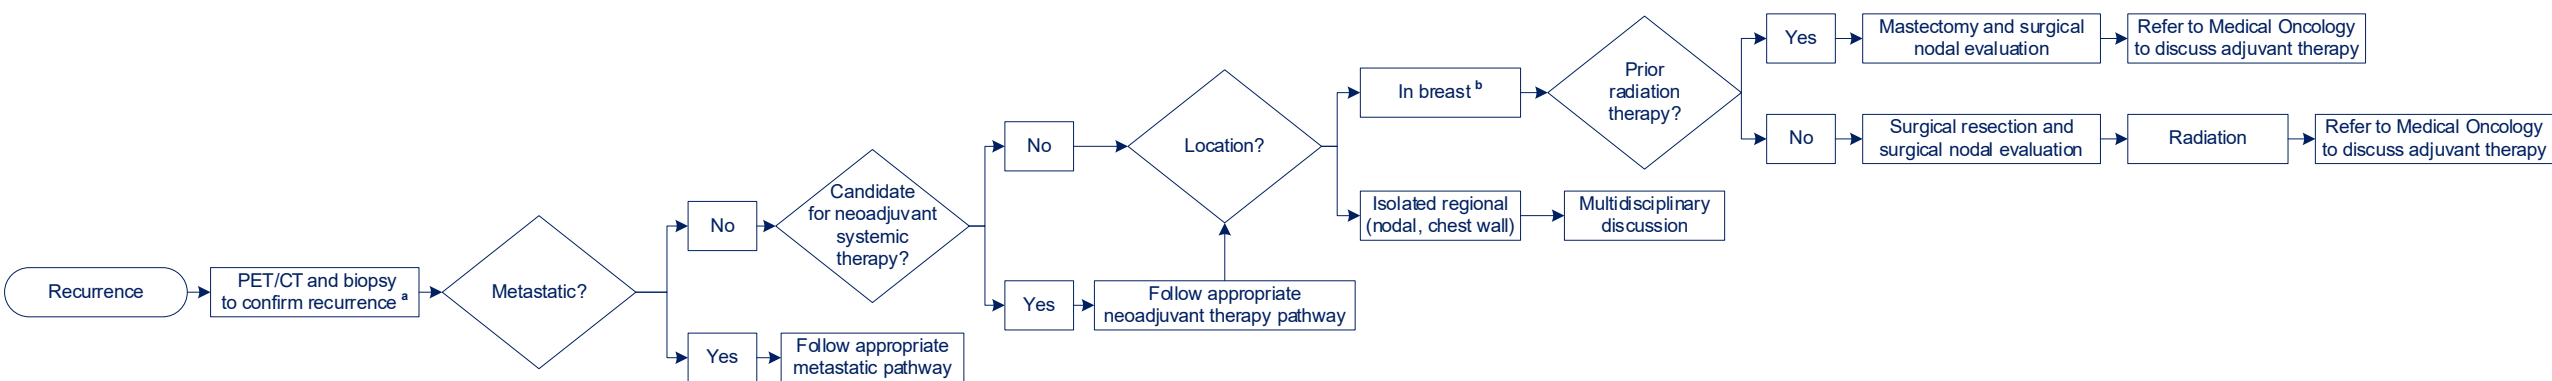 Recurrence
PET/CT and biopsy
to confirm recurrence a
Metastatic?
No
Yes
Follow appropriate
metastatic pathway
Candidate
for neoadjuvant
systemic
therapy?
No
Yes
Follow appropriate
neoadjuvant therapy pathway
Location?
In breast b
Isolated regional
(nodal, chest wall)
Multidisciplinary
discussion
Prior
radiation
therapy?
Yes
Mastectomy and surgical
nodal evaluation
Refer to Medical Oncology
to discuss adjuvant therapy
No
Surgical resection and
surgical nodal evaluation
Radiation
Refer to Medical Oncology
to discuss adjuvant therapy